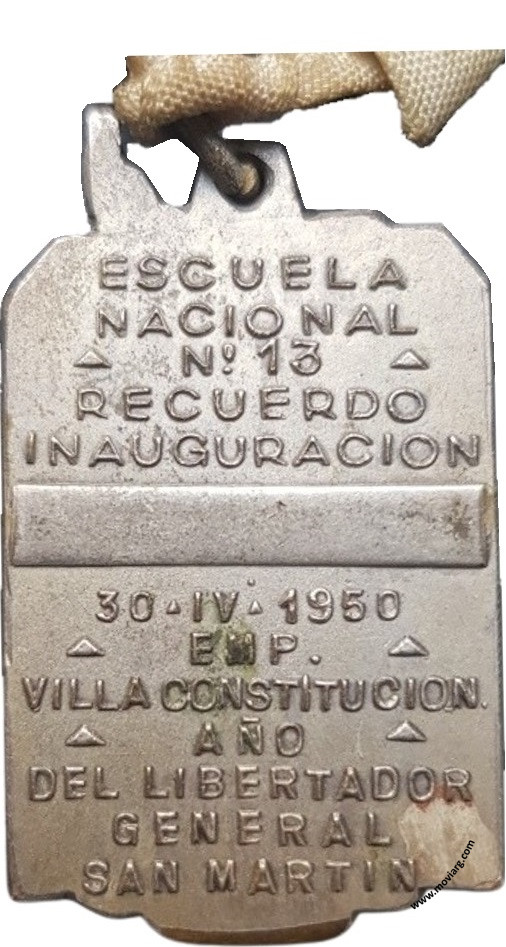 ESCUELA
NACIONAL
Nº 13
RECUERDO
INAUGURACION
30·IV·1950
EMP.
VILLA CONSTITUCION.
AÑO
DEL LIBERTADOR
GENERAL
SAN MARTIN
www.moviarg.com